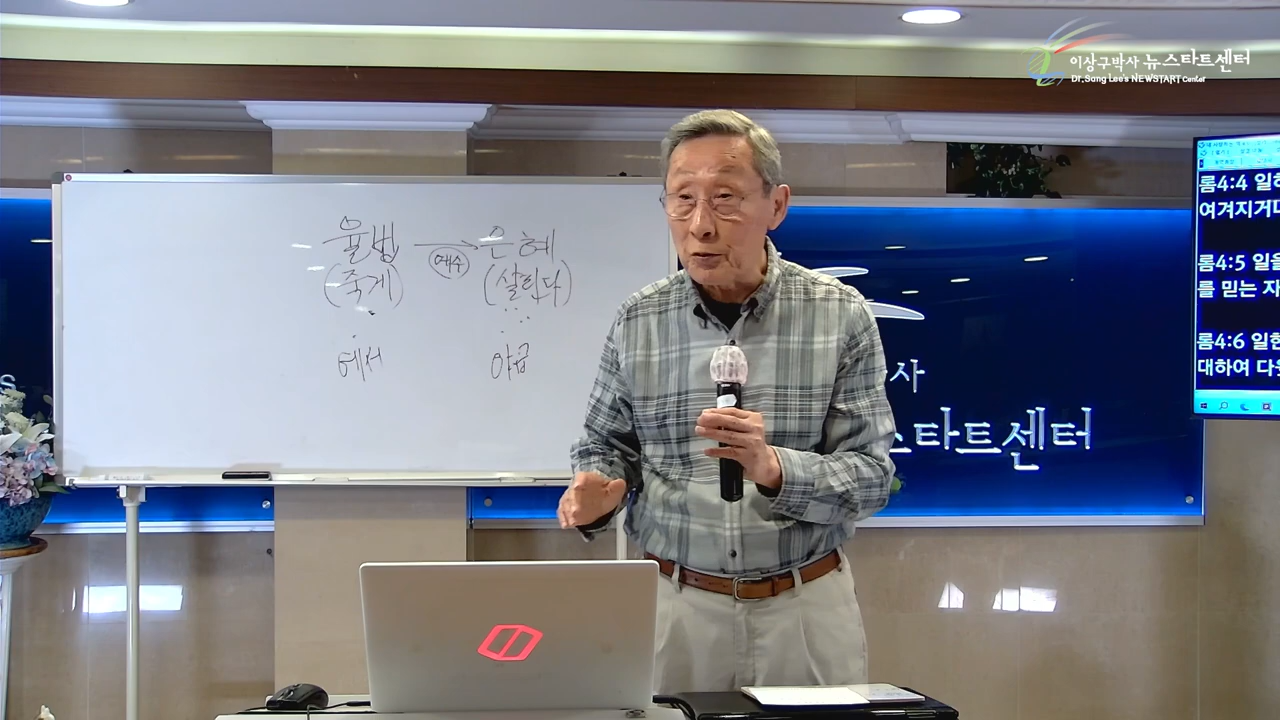 이상구박사 뉴스타트센터
Dr. Sang Lee's NEWSTART Center
율법 → 은혜
예수
(죽게) (살린다)
에서 야곱
롬4:4 일하
여겨지거
롬4:5 일을
를 믿는 자
롬4:6 일한
대하여 다
사
스타트센터
S